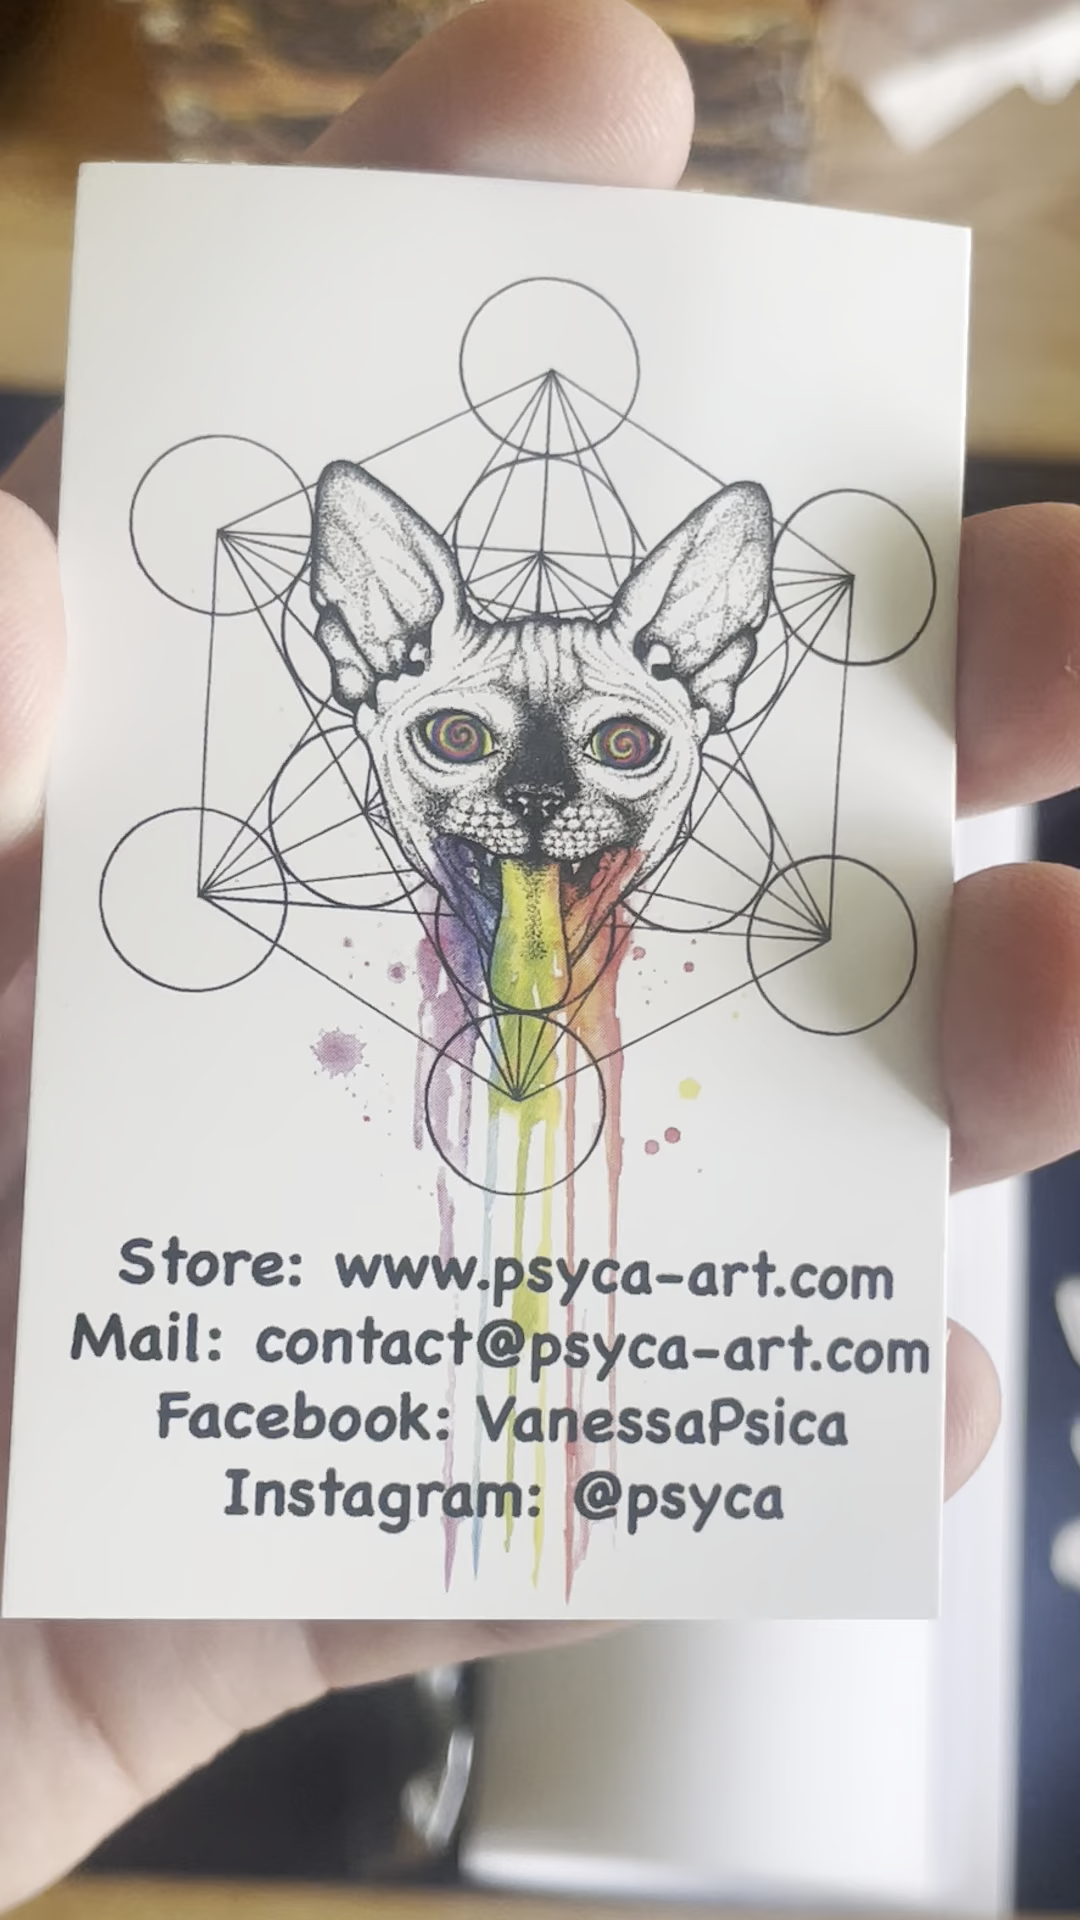 Store: www.psyca-art.com
Mail: contact@psyca-art.com
Facebook: VanessaPsica
Instagram: @psyca